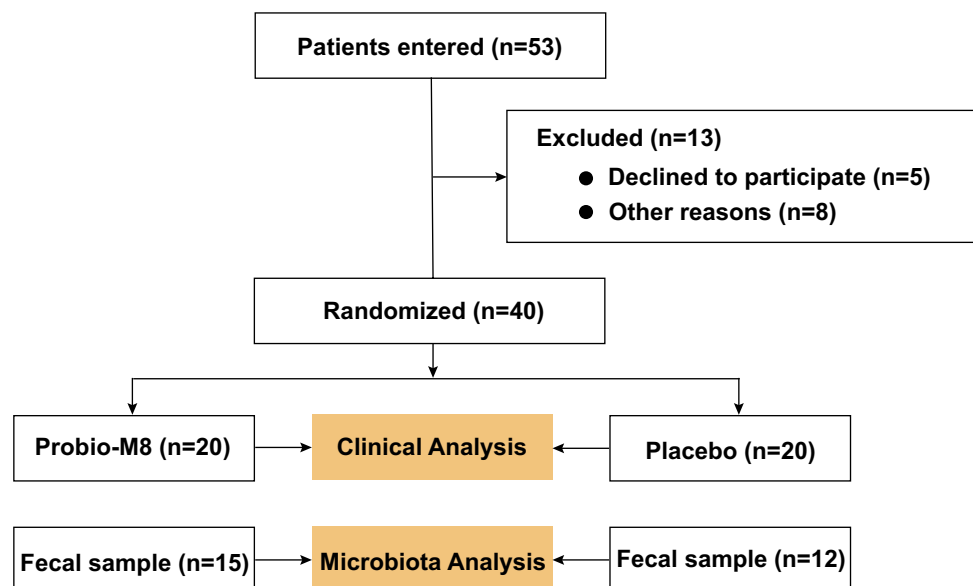 Patients entered (n=53)
Excluded (n=13)
● Declined to participate (n=5)
● Other reasons (n=8)
Randomized (n=40)
Probio-M8 (n=20)
Clinical Analysis
Placebo (n=20)
Fecal sample (n=15)
Microbiota Analysis
Fecal sample (n=12)